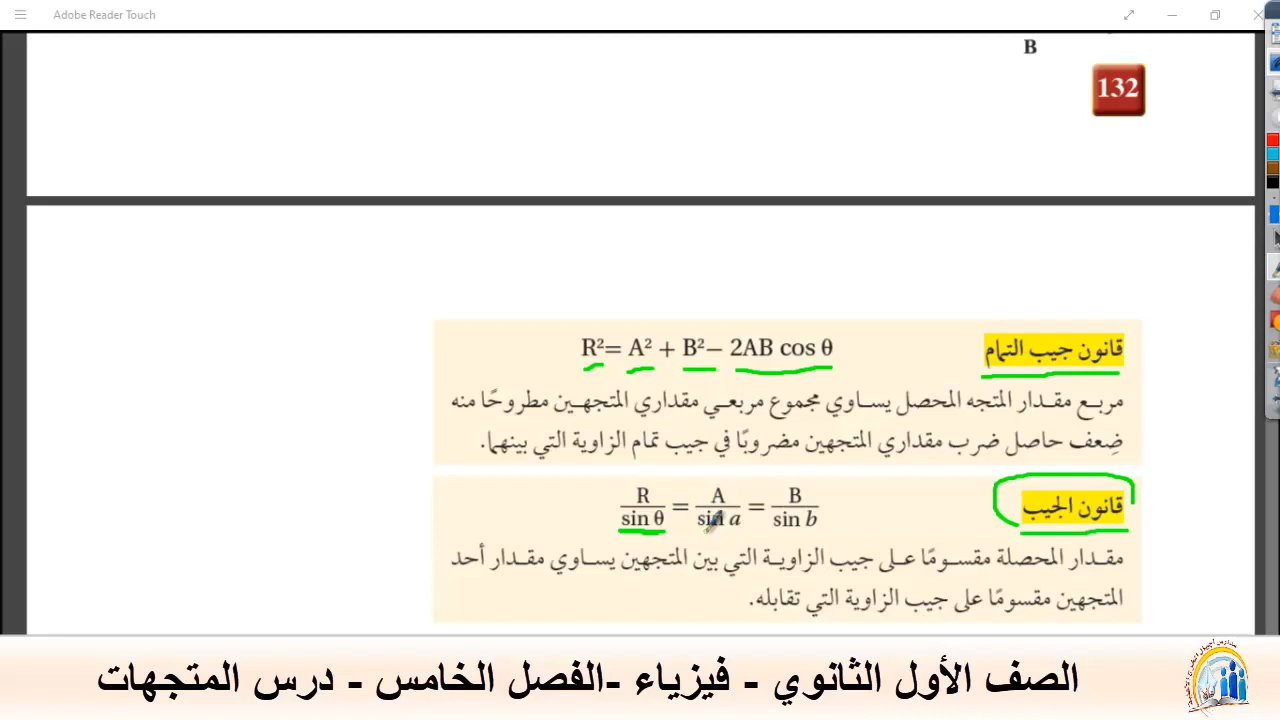 Adobe Reader Touch
B
132
قانون جيب التمام
R²= A² + B²− 2AB cos θ
مربع مقدار المتجه المحصل يساوي مجموع مربعي مقداري المتجهين مطروحًا منه
ضِعف حاصل ضرب مقداري المتجهين مضروبًا في جيب تمام الزاوية التي بينهما.
قانون الجيب
R/sin θ = A/sin a = B/sin b
مقدار المحصلة مقسومًا على جيب الزاوية التي بين المتجهين يساوي مقدار أحد
المتجهين مقسومًا على جيب الزاوية التي تقابله.
الصف الأول الثانوي - فيزياء -الفصل الخامس - درس المتجهات